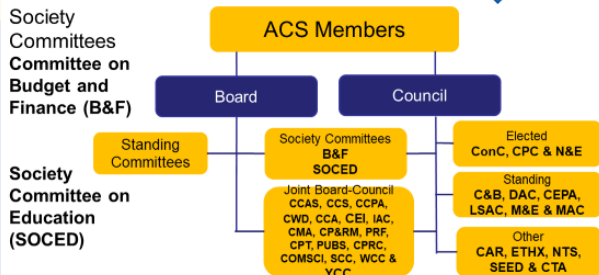 Society
Committees
Committee on
Budget and
Finance (B&F)
Society
Committee on
Education
(SOCED)
ACS Members
Board
Council
Standing
Committees
Society Committees
B&F
SOCED
Joint Board-Council
CCAS, CCS, CCPA,
CWD, CCA, CEI, IAC,
CMA, CP&RM, PRF,
CPT, PUBS, CPRC,
COMSCI, SCC, WCC &
YCC
Elected
ConC, CPC & N&E
Standing
C&B, DAC, CEPA,
LSAC, M&E & MAC
Other
CAR, ETHX, NTS,
SEED & CTA